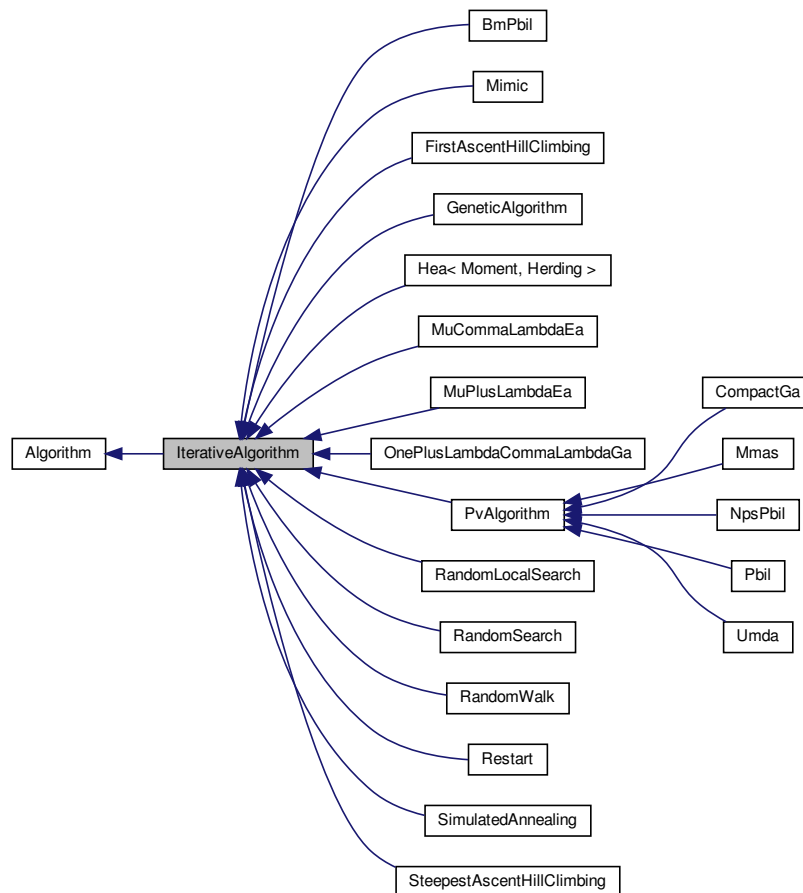 BmPbil
Mimic
FirstAscentHillClimbing
GeneticAlgorithm
Hea< Moment, Herding >
MuCommaLambdaEa
MuPlusLambdaEa
CompactGa
Algorithm
IterativeAlgorithm
OnePlusLambdaCommaLambdaGa
Mmas
PvAlgorithm
NpsPbil
RandomLocalSearch
Pbil
RandomSearch
Umda
RandomWalk
Restart
SimulatedAnnealing
SteepestAscentHillClimbing